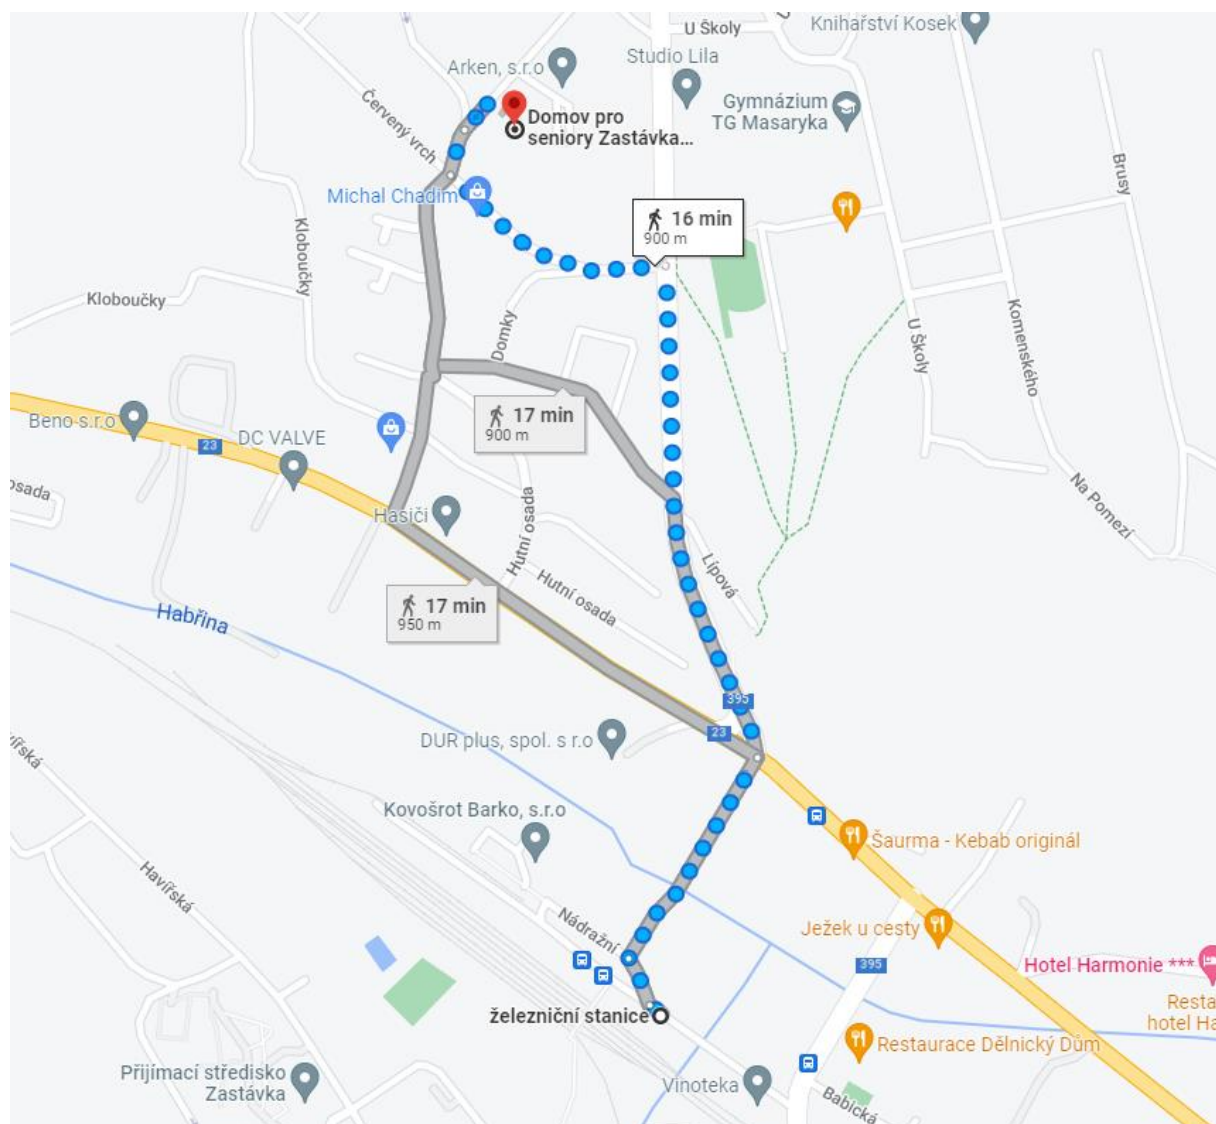 U Školy
Knihařství Kosek
Studio Lila
Arken, s.r.o
Gymnázium
TG Masaryka
Červený vrch
Domov pro
seniory Zastávka...
Brusy
Michal Chadim
16 min
900 m
Kloboučky
Kloboučky
Domky
U Školy
Komenského
17 min
900 m
Beno s.r.o
23
DC VALVE
osada
Hasiči
Hutní osada
Na Pomezí
Lípová
Hutní osada
17 min
950 m
Habřina
395
23
DUR plus, spol. s r.o
Kovošrot Barko, s.r.o
Šaurma - Kebab originál
Havířská
Nádražní
Ježek u cesty
395
Hotel Harmonie ***
železniční stanice
Resta
hotel Ha
Restaurace Dělnický Dům
Přijímací středisko
Zastávka
Vinoteka
Babická